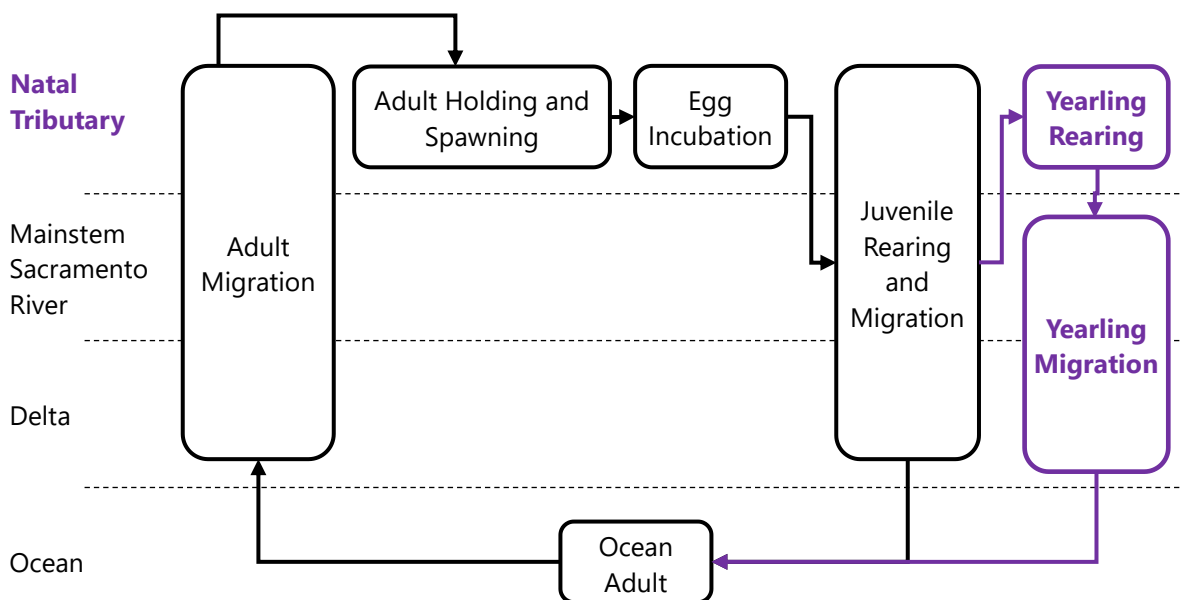 Natal
Tributary
Adult Holding and
Spawning
Egg
Incubation
Yearling
Rearing
Mainstem
Sacramento
River
Adult
Migration
Juvenile
Rearing
and
Migration
Yearling
Migration
Delta
Ocean
Ocean
Adult